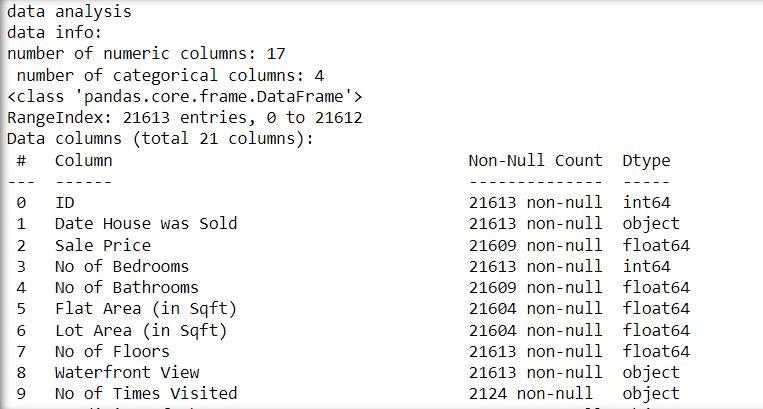 data analysis
data info:
number of numeric columns: 17
 number of categorical columns: 4
<class 'pandas.core.frame.DataFrame'>
RangeIndex: 21613 entries, 0 to 21612
Data columns (total 21 columns):
 #   Column                                     Non-Null Count  Dtype
---  ------                                     --------------  -----
 0   ID                                         21613 non-null  int64
 1   Date House was Sold                        21613 non-null  object
 2   Sale Price                                 21609 non-null  float64
 3   No of Bedrooms                             21613 non-null  int64
 4   No of Bathrooms                            21609 non-null  float64
 5   Flat Area (in Sqft)                        21604 non-null  float64
 6   Lot Area (in Sqft)                         21604 non-null  float64
 7   No of Floors                               21613 non-null  float64
 8   Waterfront View                            21613 non-null  object
 9   No of Times Visited                        2124 non-null   object